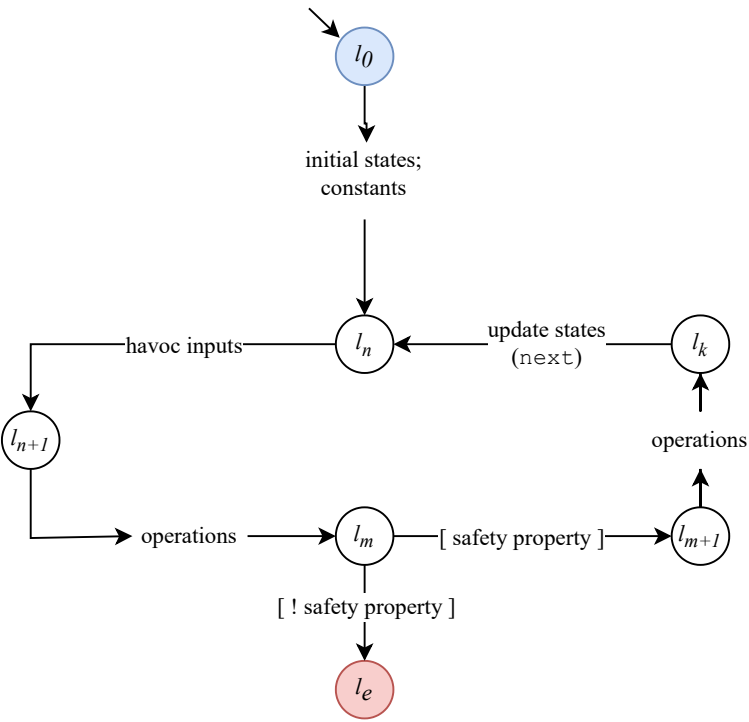 l0
initial states;
constants
havoc inputs
ln
update states
(next)
lk
ln+1
operations
operations
lm
[ safety property ]
lm+1
[ ! safety property ]
le